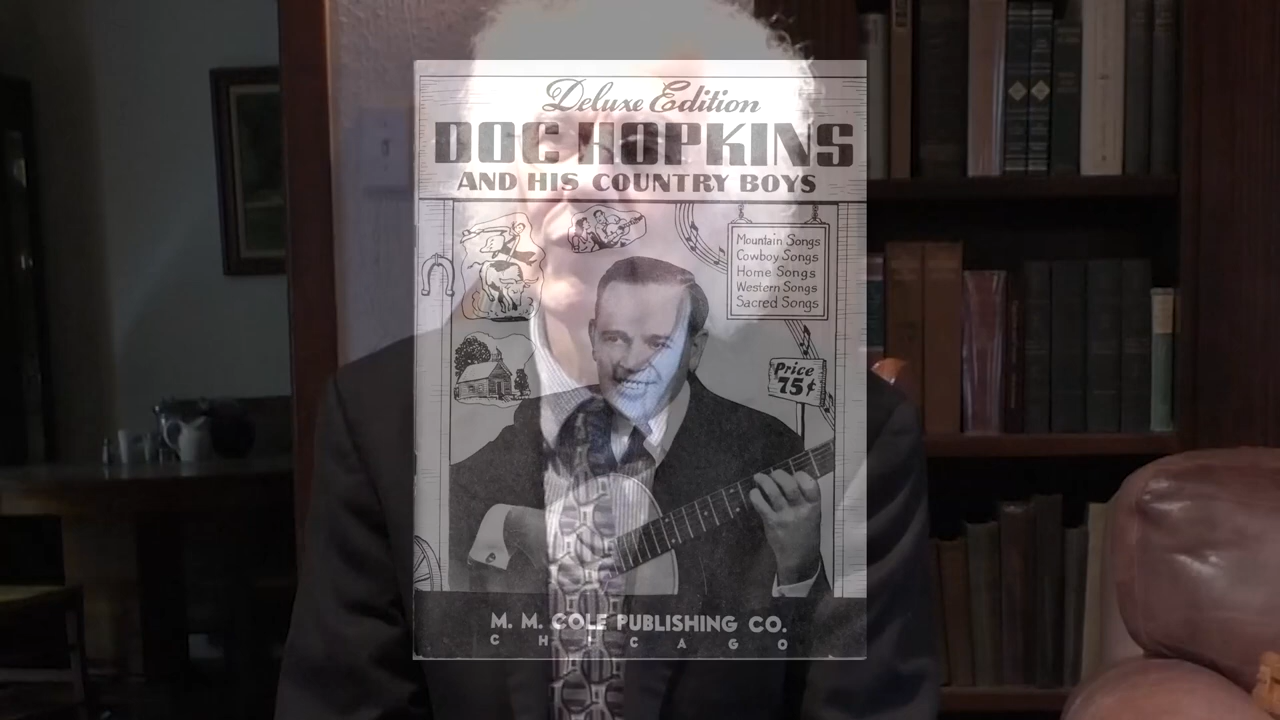 Deluxe Edition
DOC HOPKINS
AND HIS COUNTRY BOYS
Mountain Songs
Cowboy Songs
Home Songs
Western Songs
Sacred Songs
Price
75¢
M. M. COLE PUBLISHING CO.
CHICAGO